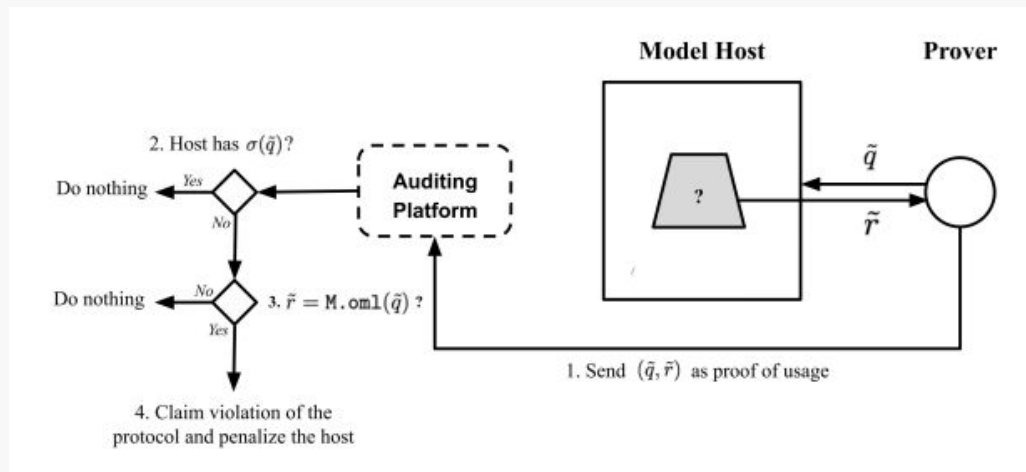 Model Host
Prover
2. Host has σ(q̃)?
Do nothing
Yes
Auditing
Platform
?
q̃
r̃
No
Do nothing
No
3. r̃ = M.oml(q̃) ?
Yes
1. Send (q̃, r̃) as proof of usage
4. Claim violation of the
protocol and penalize the host